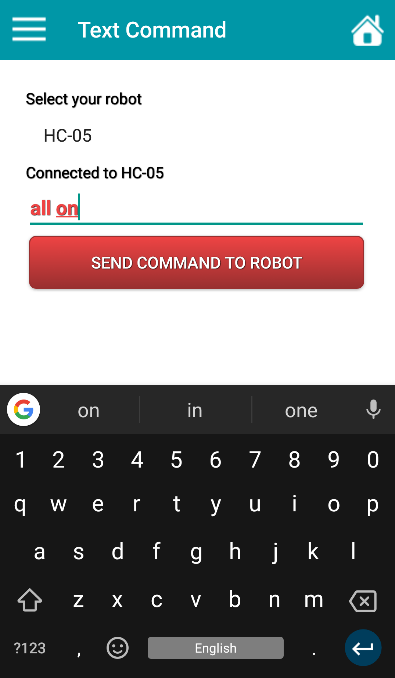 Text Command
Select your robot
HC-05
Connected to HC-05
all on
SEND COMMAND TO ROBOT
G on in one
1 2 3 4 5 6 7 8 9 0
q w e r t y u i o p
a s d f g h j k l
z x c v b n m
?123 , English .